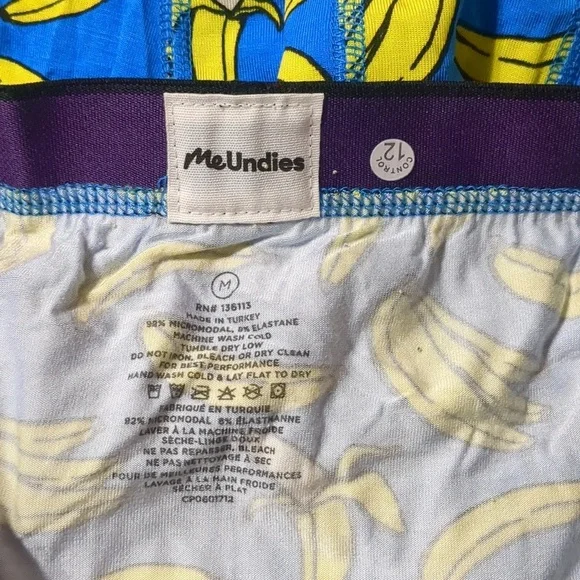 MeUndies
CONTROL
12
M
RN# 136113
MADE IN TURKEY
92% MICROMODAL, 8% ELASTANE
MACHINE WASH COLD
TUMBLE DRY LOW
DO NOT IRON, BLEACH OR DRY CLEAN
FOR BEST PERFORMANCE
HAND WASH COLD & LAY FLAT TO DRY
FABRIQUÉ EN TURQUIE
92% MICROMODAL 8% ÉLASTHANNE
LAVER À LA MACHINE FROIDE
SÈCHE-LINGE DOUX
NE PAS REPASSER, BLEACH
NE PAS NETTOYAGE À SEC
POUR DE MEILLEURES PERFORMANCES
LAVAGE À LA MAIN FROIDE
SÉCHER À PLAT
CP0601712